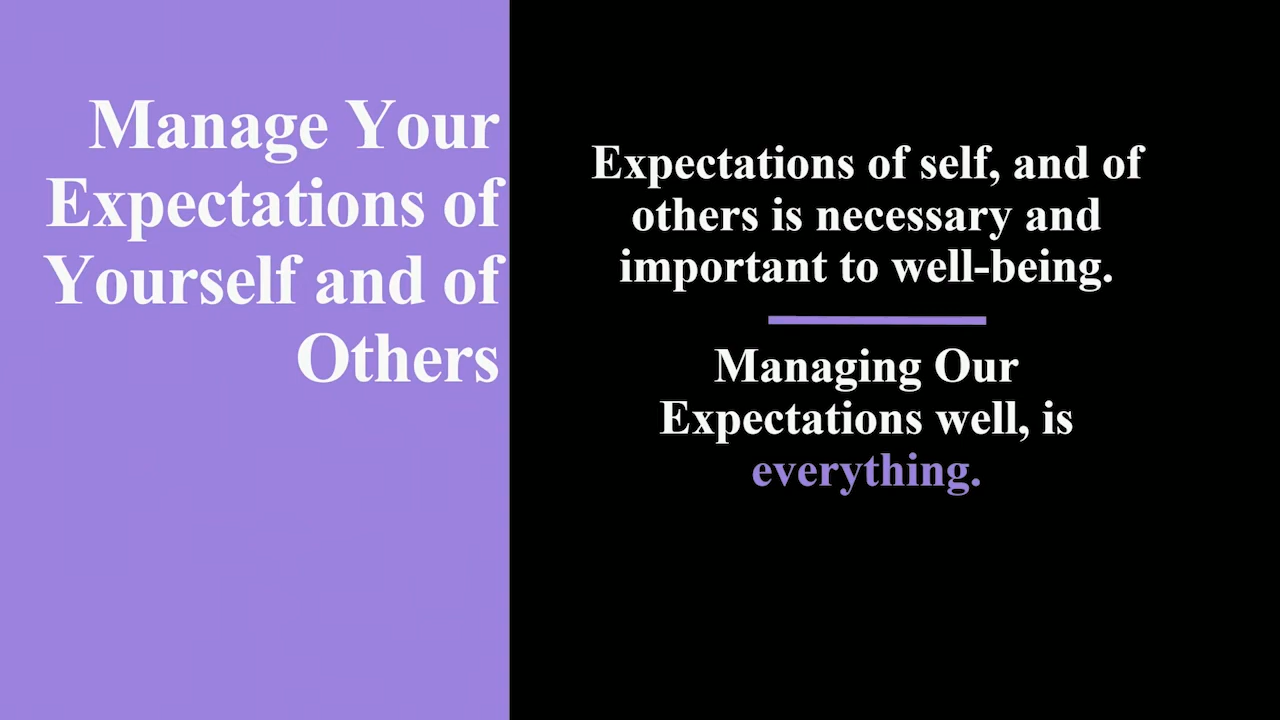 Manage Your
Expectations of
Yourself and of
Others
Expectations of self, and of
others is necessary and
important to well-being.
Managing Our
Expectations well, is
everything.